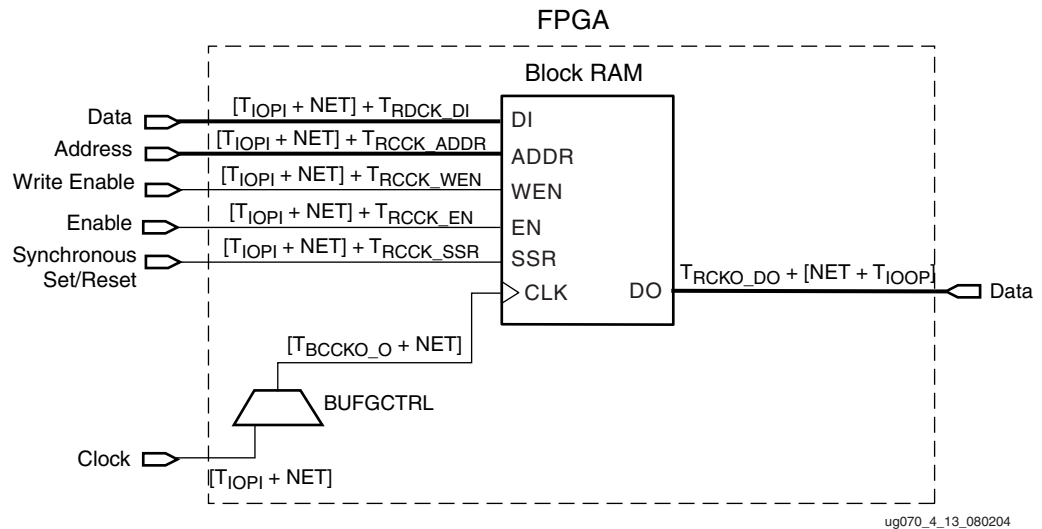 FPGA
Block RAM
Data [TIOPI + NET] + TRDCK_DI DI
Address [TIOPI + NET] + TRCCK_ADDR ADDR
Write Enable [TIOPI + NET] + TRCCK_WEN WEN
Enable [TIOPI + NET] + TRCCK_EN EN
Synchronous [TIOPI + NET] + TRCCK_SSR SSR
Set/Reset
CLK DO TRCKO_DO + [NET + TIOOP] Data
[TBCCKO_O + NET]
BUFGCTRL
Clock
[TIOPI + NET]
ug070_4_13_080204